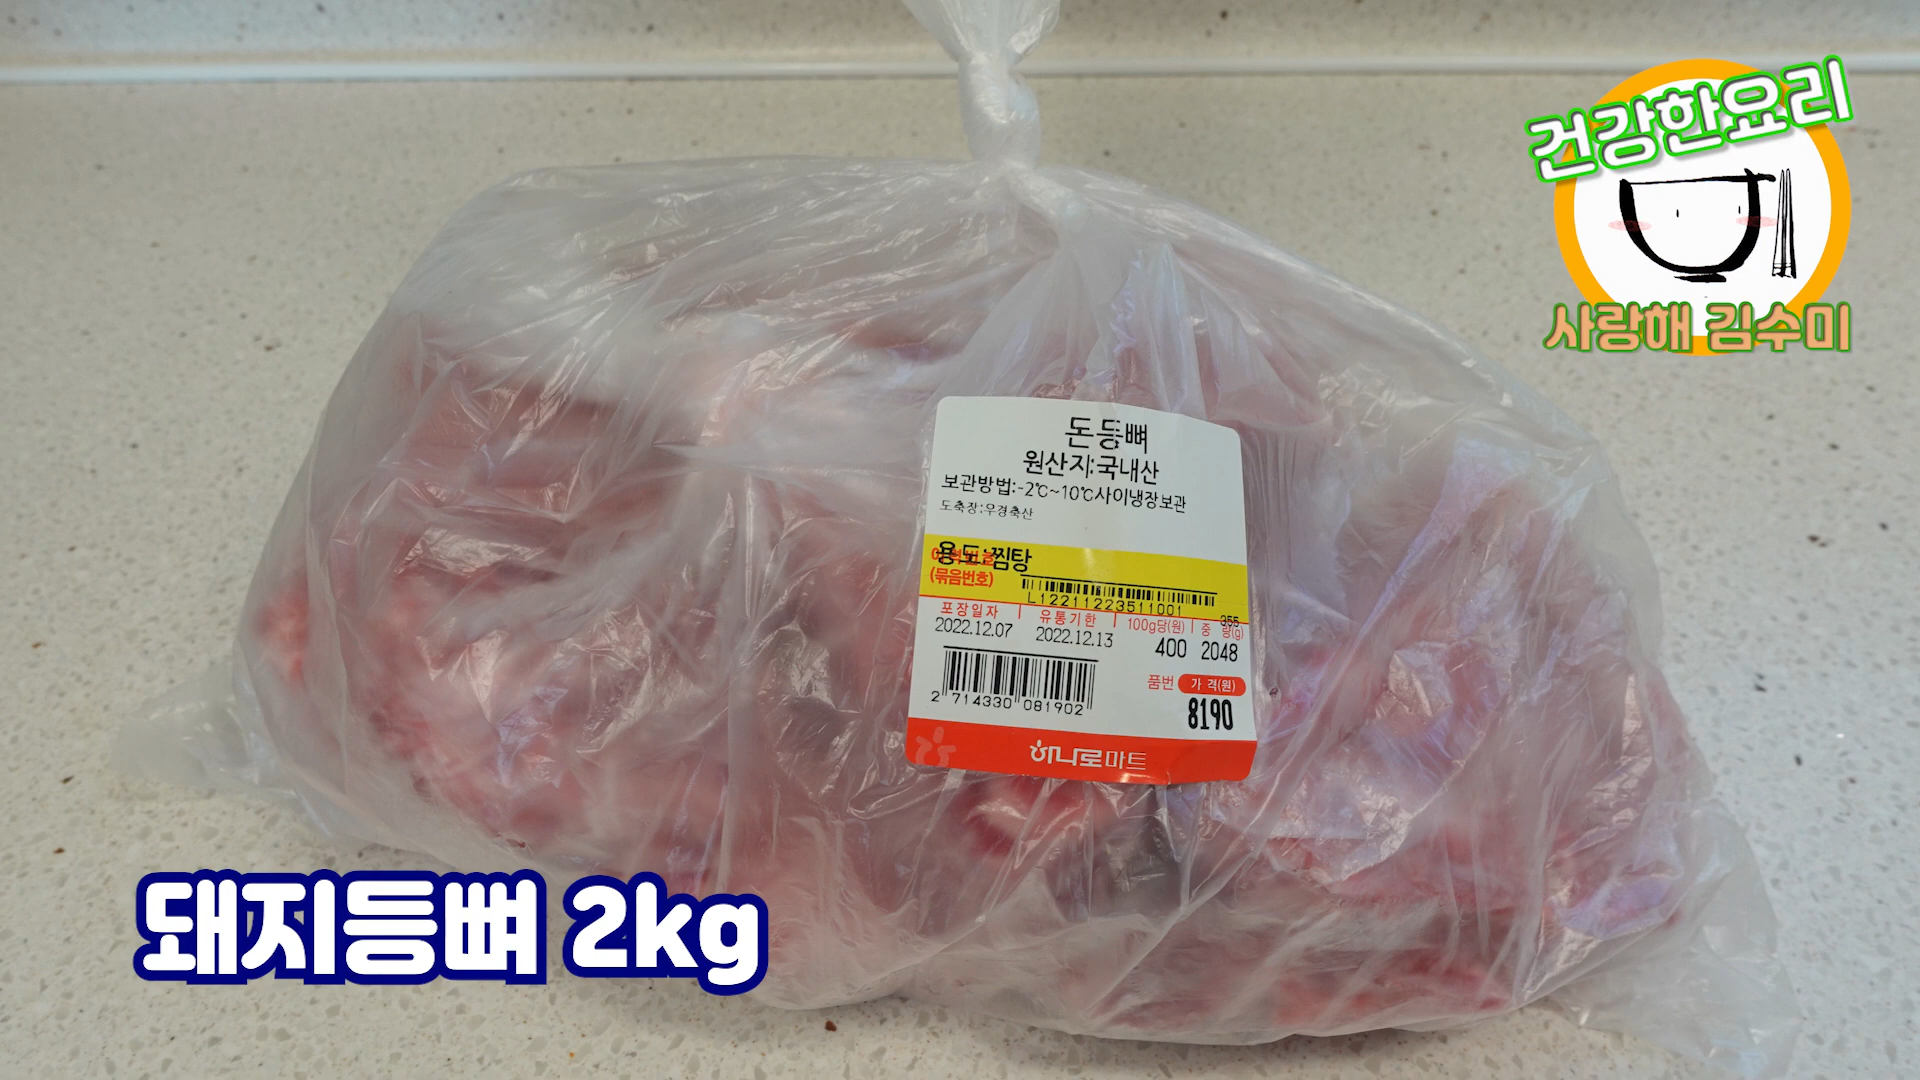 건강한요리
사랑해 김수미
돈등뼈
원산지:국내산
보관방법:-2℃~10℃사이냉장보관
도축장:우경축산
용도:찜탕
(묶음번호)
L12211223511001
355
포장일자 유통기한 100g당(원) 중 량(g)
2022.12.07 2022.12.13 400 2048
품번 가 격(원)
2 714330 081902
8190
하나로마트
돼지등뼈 2kg